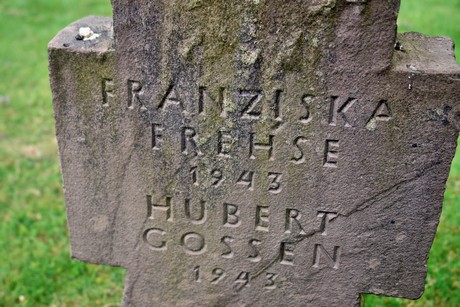 FRANZISKA
FREHSE
1943
HUBERT
GOSSEN
1943